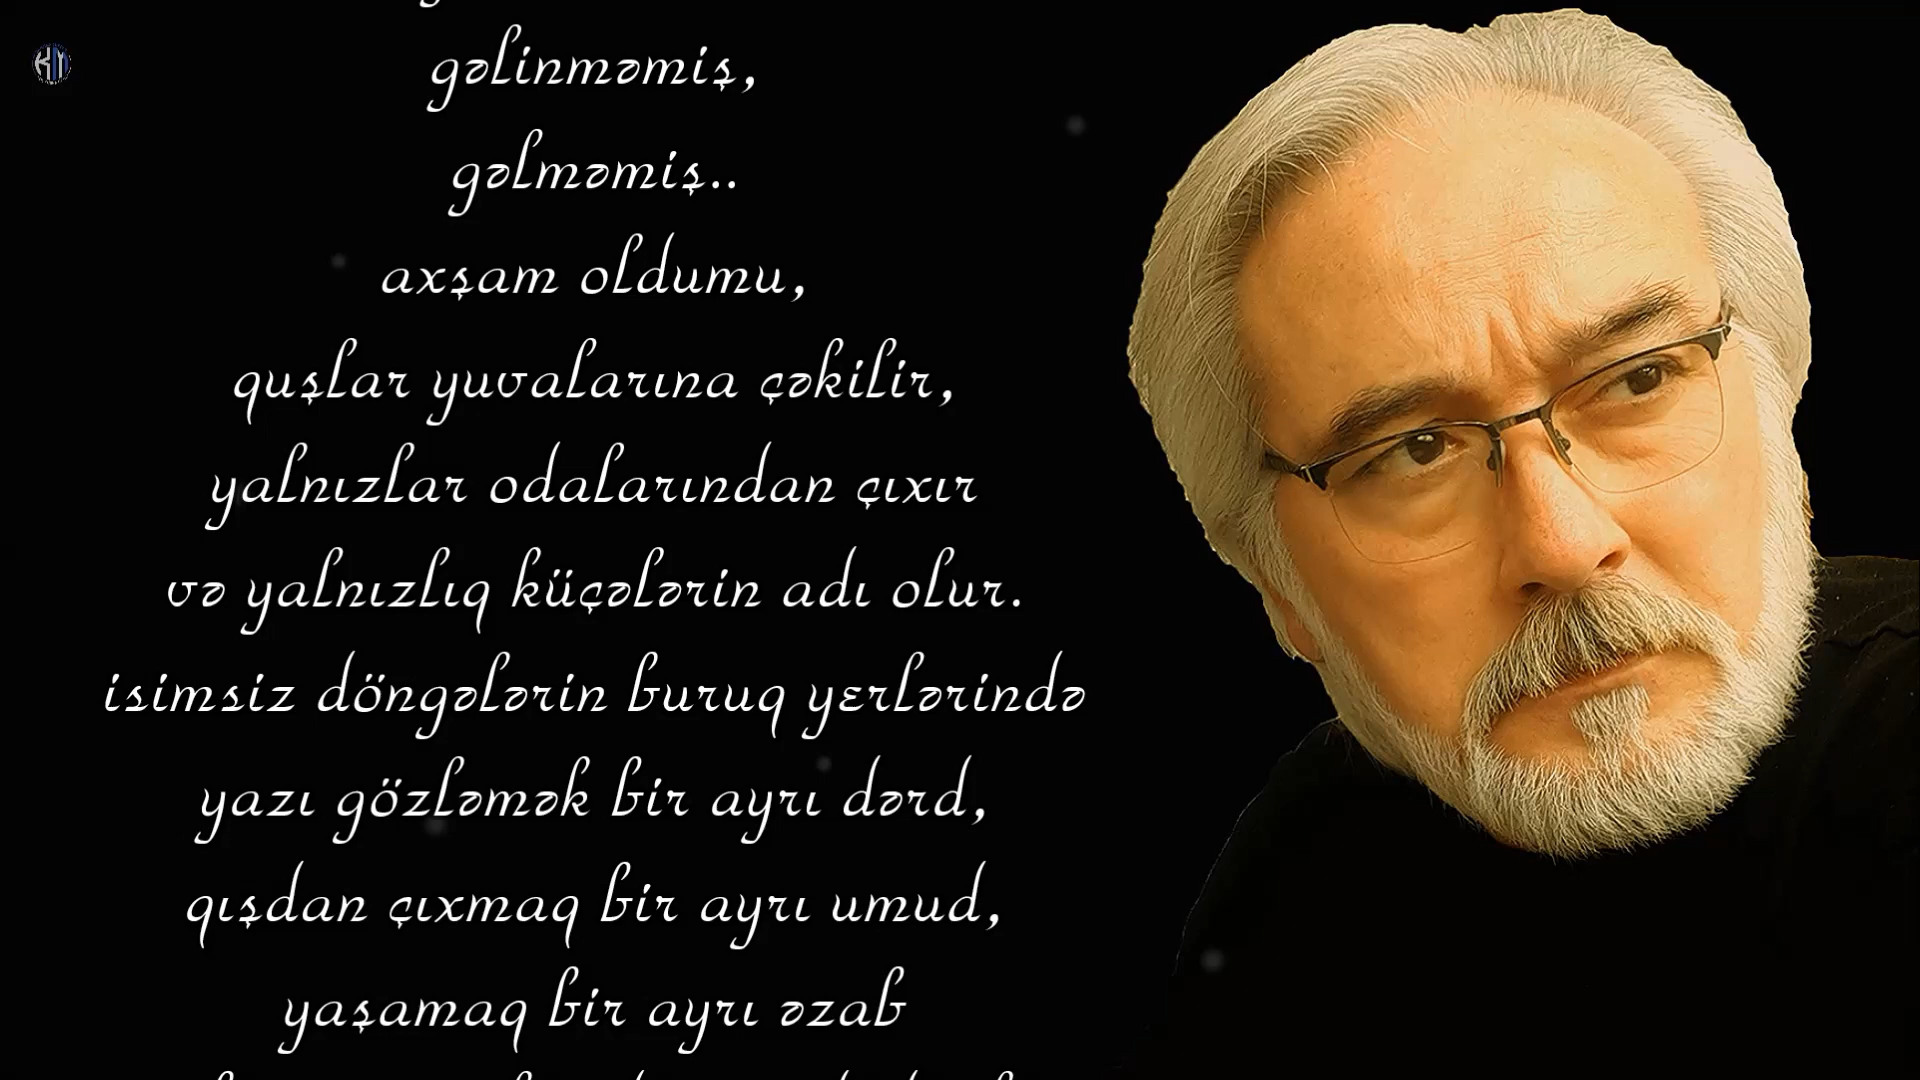 KM
gəlinməmiş,
gəlməmiş..
axşam oldumu,
quşlar yuvalarına çəkilir,
yalnızlar odalarından çıxır
və yalnızlıq küçələrin adı olur.
isimsiz döngələrin buruq yerlərində
yazı gözləmək bir ayrı dərd,
qışdan çıxmaq bir ayrı umud,
yaşamaq bir ayrı əzab